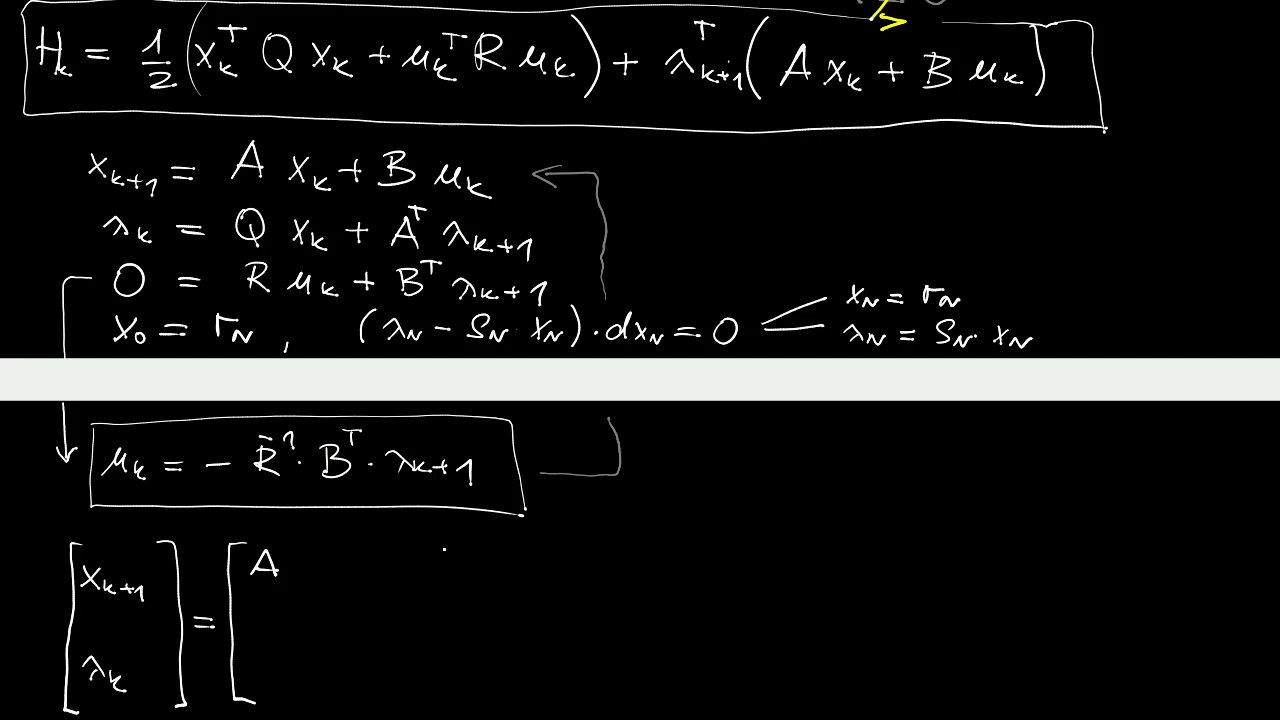 H_k = 1/2 (x_k^T Q x_k + u_k^T R u_k) + λ_{k+1}^T (A x_k + B u_k)
x_{k+1} = A x_k + B u_k
λ_k = Q x_k + A^T λ_{k+1}
0 = R u_k + B^T λ_{k+1}
x_0 = r_N, (λ_N - S_N x_N) · dx_N = 0
x_N = r_N
λ_N = S_N · x_N
u_k = - R^{-1} · B^T · λ_{k+1}
[x_{k+1} λ_k] = [A